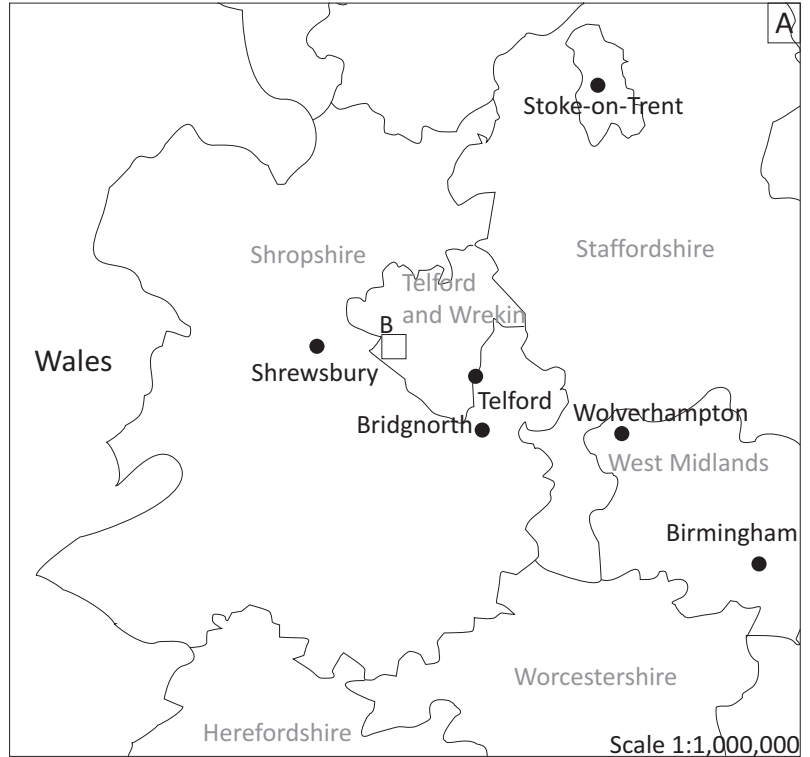 A
Stoke-on-Trent
Shropshire
Staffordshire
Telford
and Wrekin
B
Wales
Shrewsbury
Telford
Bridgnorth
Wolverhampton
West Midlands
Birmingham
Worcestershire
Herefordshire
Scale 1:1,000,000